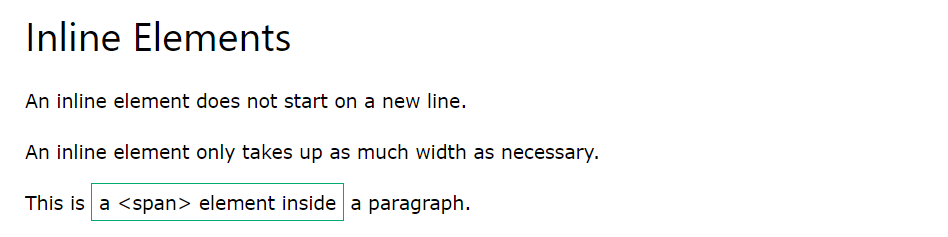 Inline Elements
An inline element does not start on a new line.
An inline element only takes up as much width as necessary.
This is a <span> element inside a paragraph.